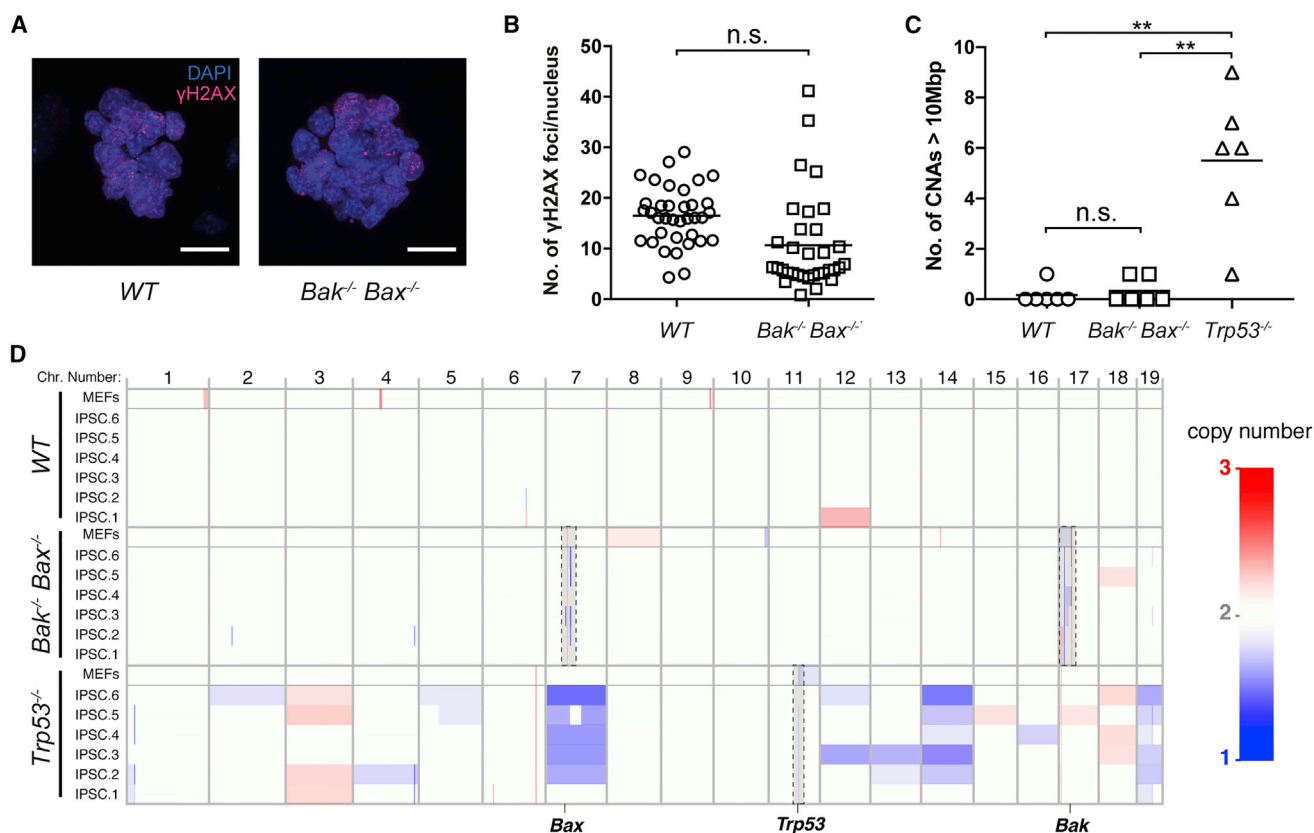 A
DAPI
γH2AX
WT
Bak-/- Bax-/-
B
n.s.
No. of γH2AX foci/nucleus
50
40
30
20
10
0
WT
Bak-/- Bax-/-`
C
**
**
n.s.
No. of CNAs > 10Mbp
10
8
6
4
2
0
WT
Bak-/- Bax-/-
Trp53-/-
D
Chr. Number: 1 2 3 4 5 6 7 8 9 10 11 12 13 14 15 16 17 18 19
WT
MEFs
IPSC.6
IPSC.5
IPSC.4
IPSC.3
IPSC.2
IPSC.1
Bak-/- Bax-/-
MEFs
IPSC.6
IPSC.5
IPSC.4
IPSC.3
IPSC.2
IPSC.1
Trp53-/-
MEFs
IPSC.6
IPSC.5
IPSC.4
IPSC.3
IPSC.2
IPSC.1
Bax Trp53 Bak
copy number
3
2
1